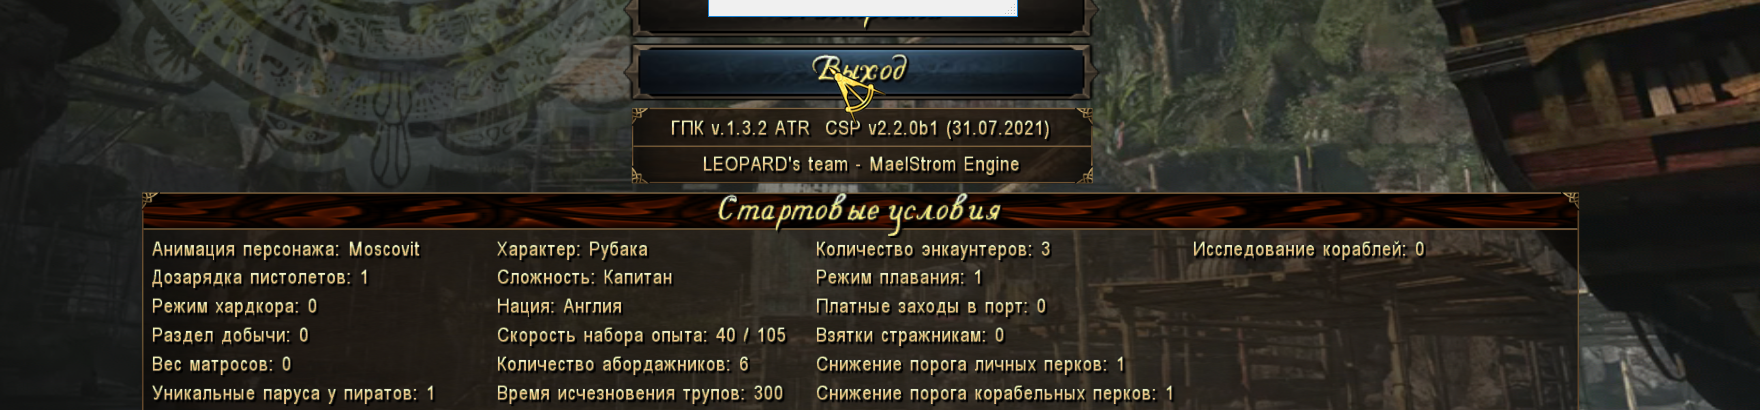 Выход
ГПК v.1.3.2 ATR CSP v2.2.0b1 (31.07.2021)
LEOPARD's team - MaelStrom Engine
Стартовые условия
Анимация персонажа: Moscovit
Дозарядка пистолетов: 1
Режим хардкора: 0
Раздел добычи: 0
Вес матросов: 0
Уникальные паруса у пиратов: 1
Характер: Рубака
Сложность: Капитан
Нация: Англия
Скорость набора опыта: 40 / 105
Количество абордажников: 6
Время исчезновения трупов: 300
Количество энкаунтеров: 3
Режим плавания: 1
Платные заходы в порт: 0
Взятки стражникам: 0
Снижение порога личных перков: 1
Снижение порога корабельных перков: 1
Исследование кораблей: 0